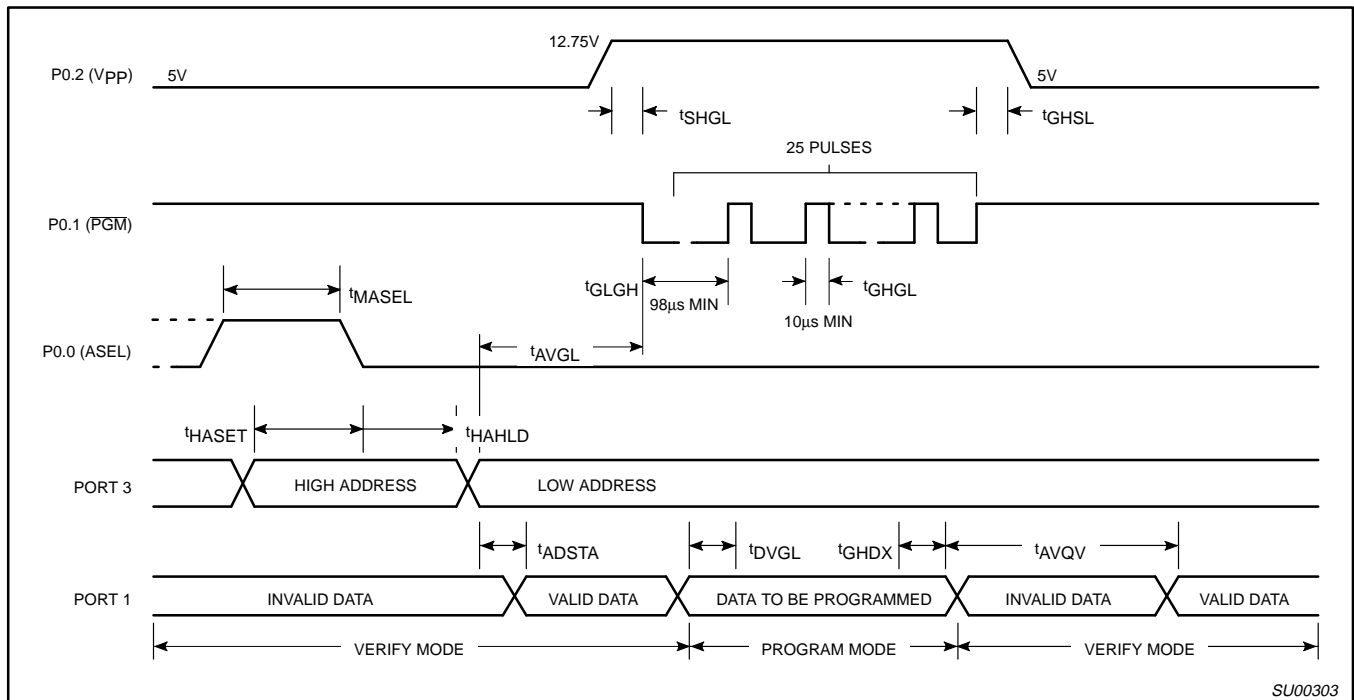 12.75V
P0.2 (VPP)
5V
5V
tSHGL
tGHSL
25 PULSES
P0.1 (PGM)
tMASEL
tGLGH
98µs MIN
tGHGL
10µs MIN
P0.0 (ASEL)
tAVGL
tHASET
tHAHLD
PORT 3
HIGH ADDRESS
LOW ADDRESS
tADSTA
tDVGL
tGHDX
tAVQV
PORT 1
INVALID DATA
VALID DATA
DATA TO BE PROGRAMMED
INVALID DATA
VALID DATA
VERIFY MODE
PROGRAM MODE
VERIFY MODE
SU00303